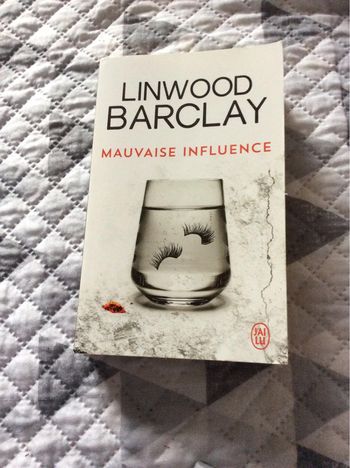 LINWOOD
BARCLAY
MAUVAISE INFLUENCE
J'AI
LU